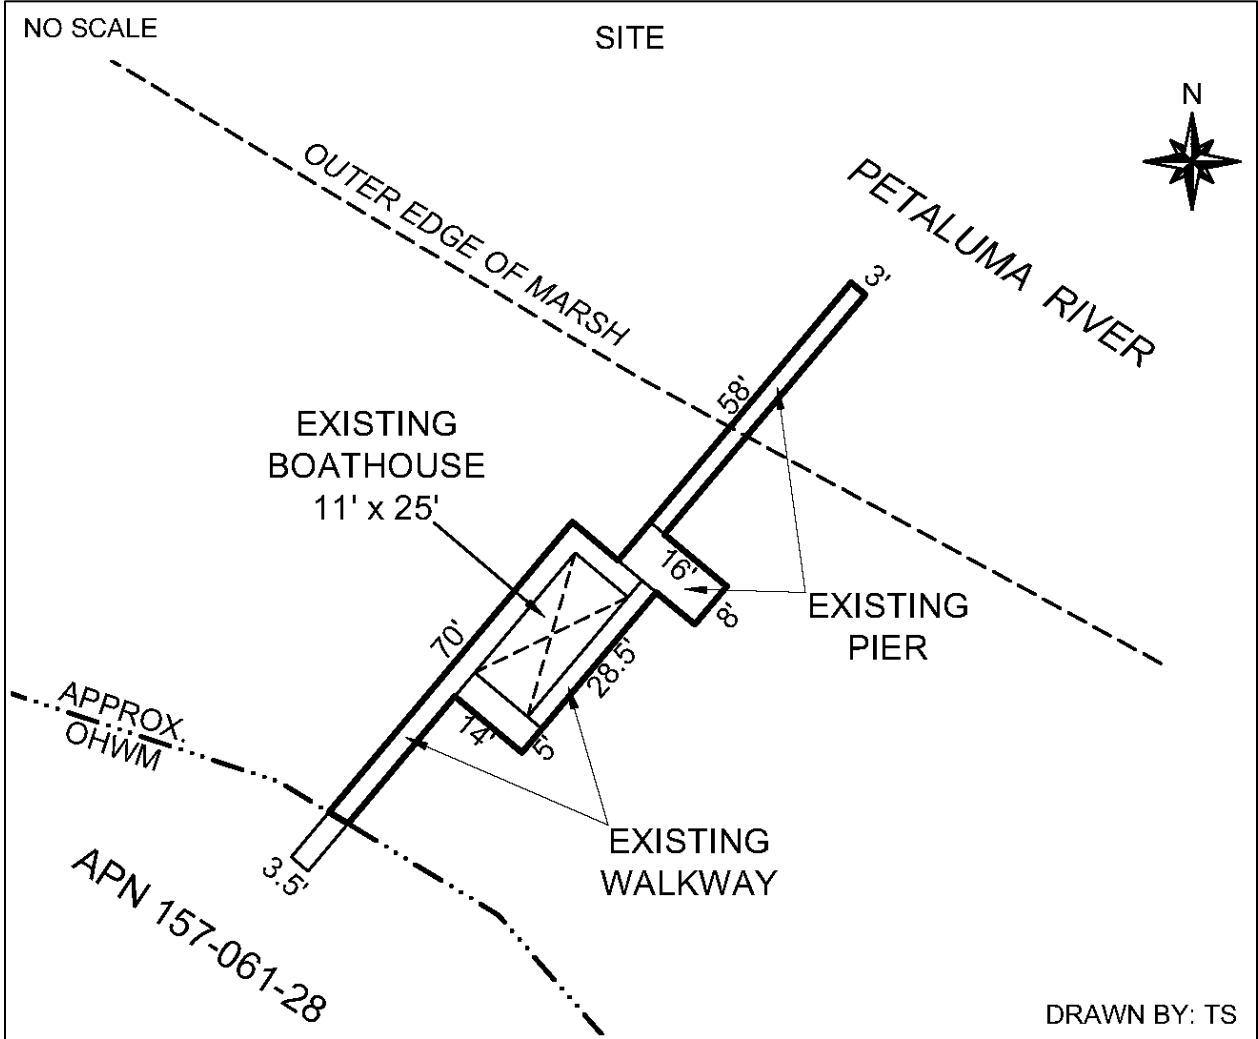 NO SCALE
SITE
N
OUTER EDGE OF MARSH
PETALUMA RIVER
3'
58'
EXISTING
BOATHOUSE
11' x 25'
16'
8'
EXISTING
PIER
70'
28.5'
14'
5'
APPROX.
OHWM
EXISTING
WALKWAY
3.5'
APN 157-061-28
DRAWN BY: TS